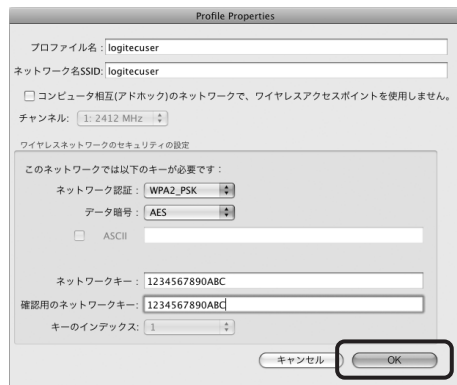 Profile Properties
プロファイル名 : logitecuser
ネットワーク名SSID: logitecuser
コンピュータ相互(アドホック)のネットワークで、ワイヤレスアクセスポイントを使用しません。
チャンネル: 1: 2412 MHz
ワイヤレスネットワークのセキュリティの設定
このネットワークでは以下のキーが必要です :
ネットワーク認証 : WPA2_PSK
データ暗号 : AES
ASCII
ネットワークキー : 1234567890ABC
確認用のネットワークキー: 1234567890ABC
キーのインデックス: 1
キャンセル OK